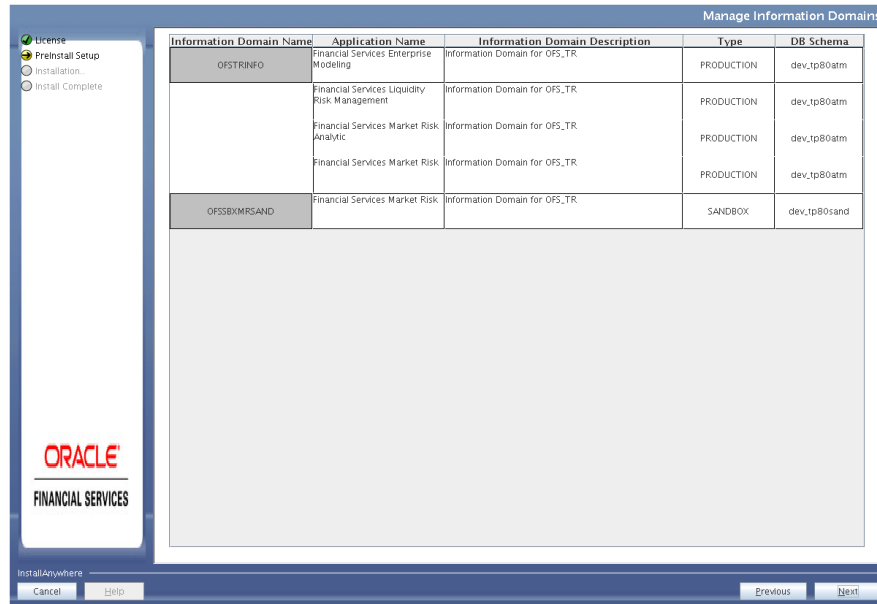 Manage Information Domains
License
PreInstall Setup
Installation..
Install Complete
Information Domain Name Application Name Information Domain Description Type DB Schema
OFSTRINFO Financial Services Enterprise Modeling Information Domain for OFS_TR PRODUCTION dev_tp80atm
Financial Services Liquidity Risk Management Information Domain for OFS_TR PRODUCTION dev_tp80atm
Financial Services Market Risk Analytic Information Domain for OFS_TR PRODUCTION dev_tp80atm
Financial Services Market Risk Information Domain for OFS_TR PRODUCTION dev_tp80atm
OFSSBXMRSAND Financial Services Market Risk Information Domain for OFS_TR SANDBOX dev_tp80sand
ORACLE
FINANCIAL SERVICES
InstallAnywhere
Cancel Help Previous Next